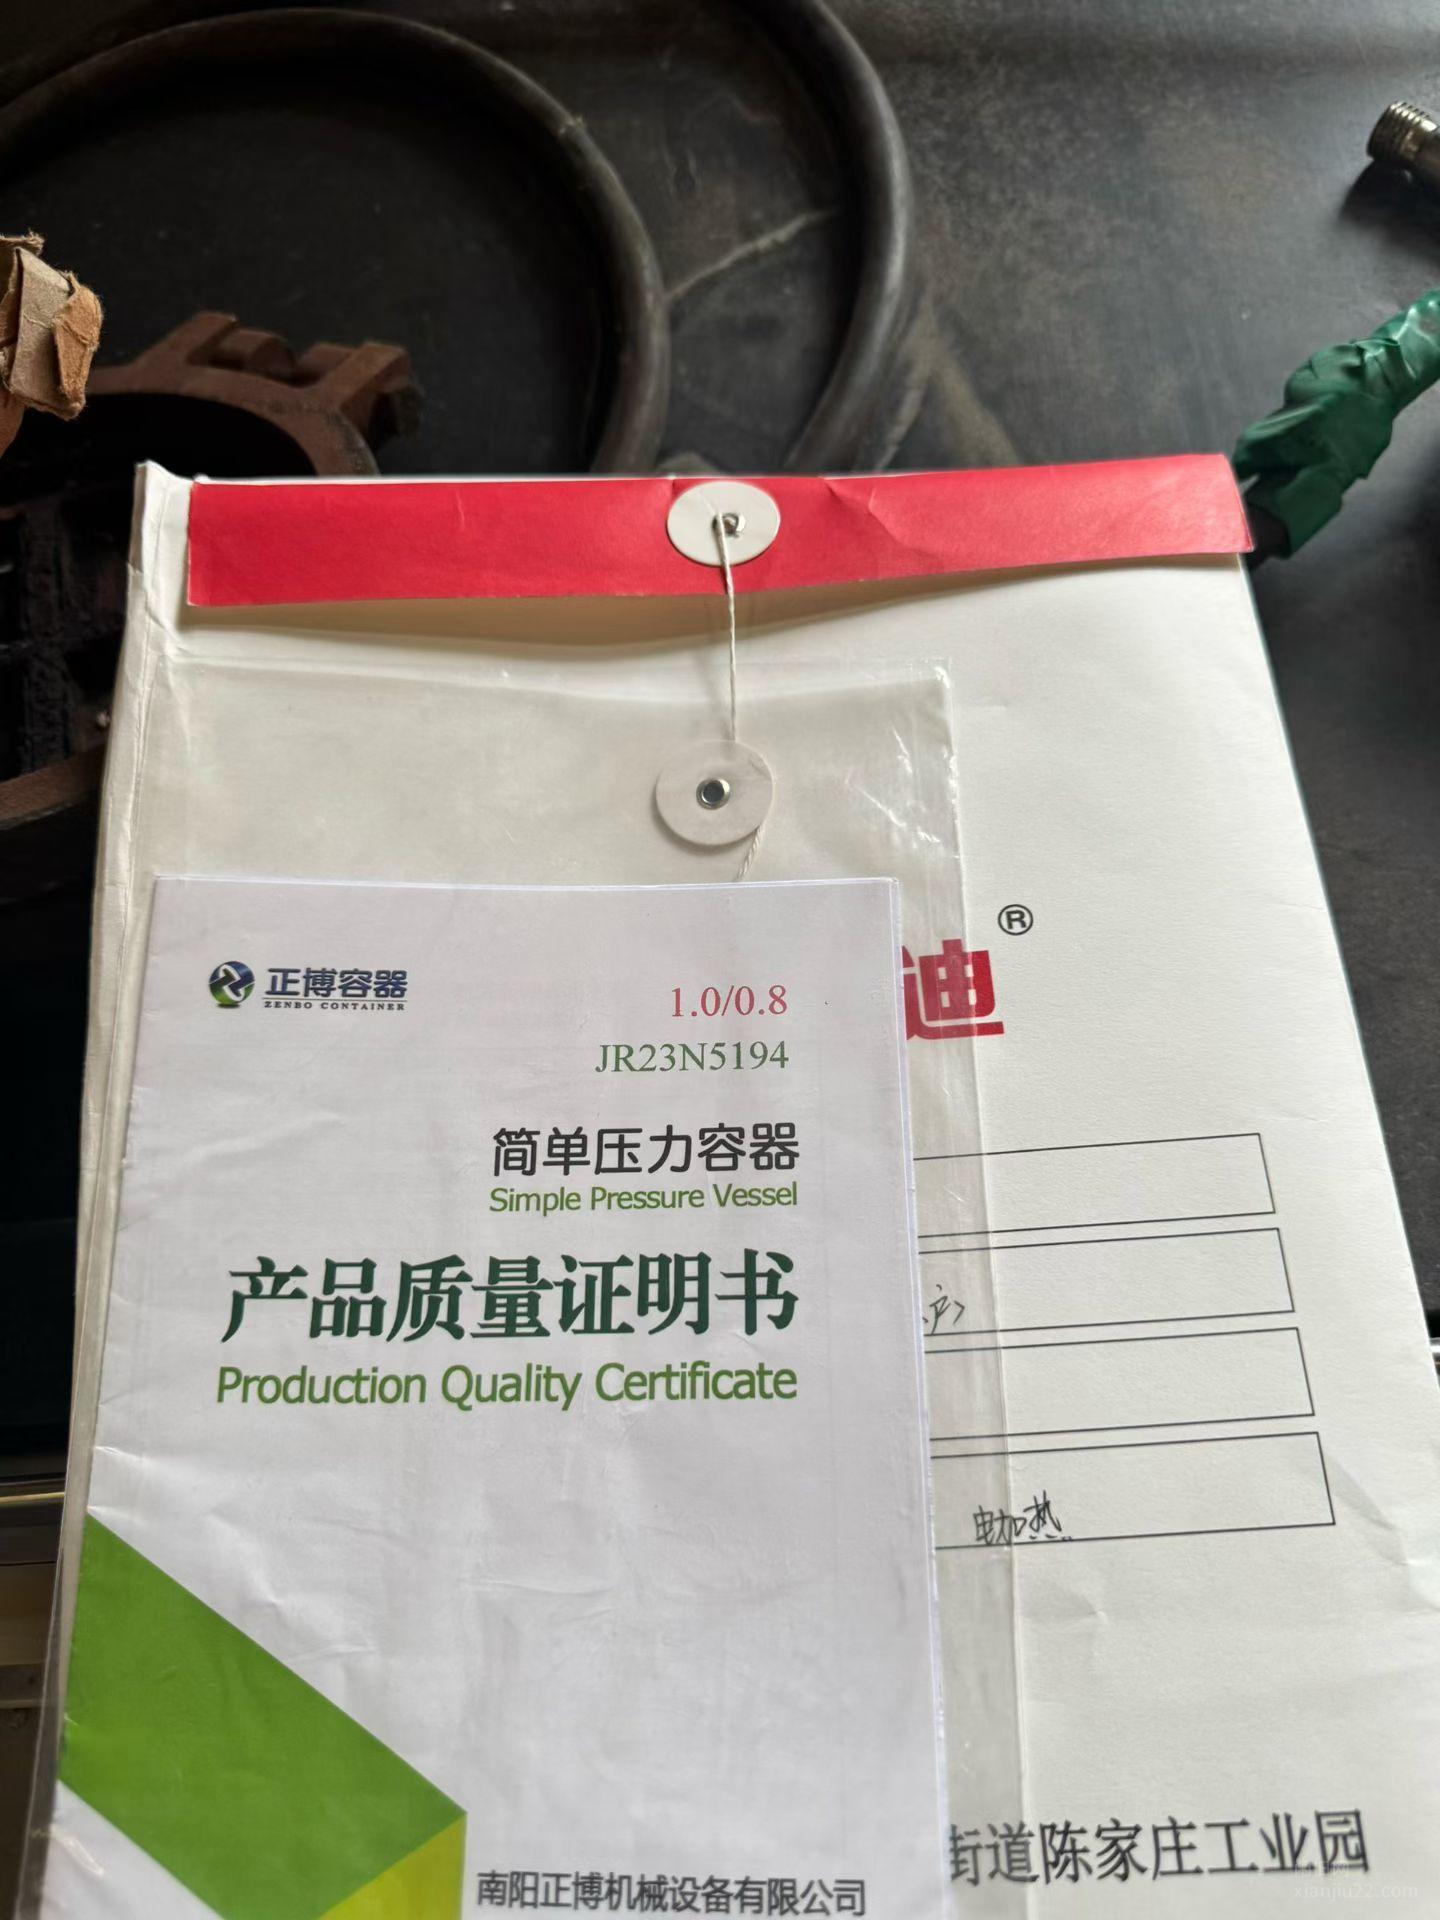 正博容器
ZENBO CONTAINER
1.0/0.8
JR23N5194
简单压力容器
Simple Pressure Vessel
产品质量证明书
Production Quality Certificate
南阳正博机械设备有限公司
迪®
电加热
街道陈家庄工业园
xianjiu22.com